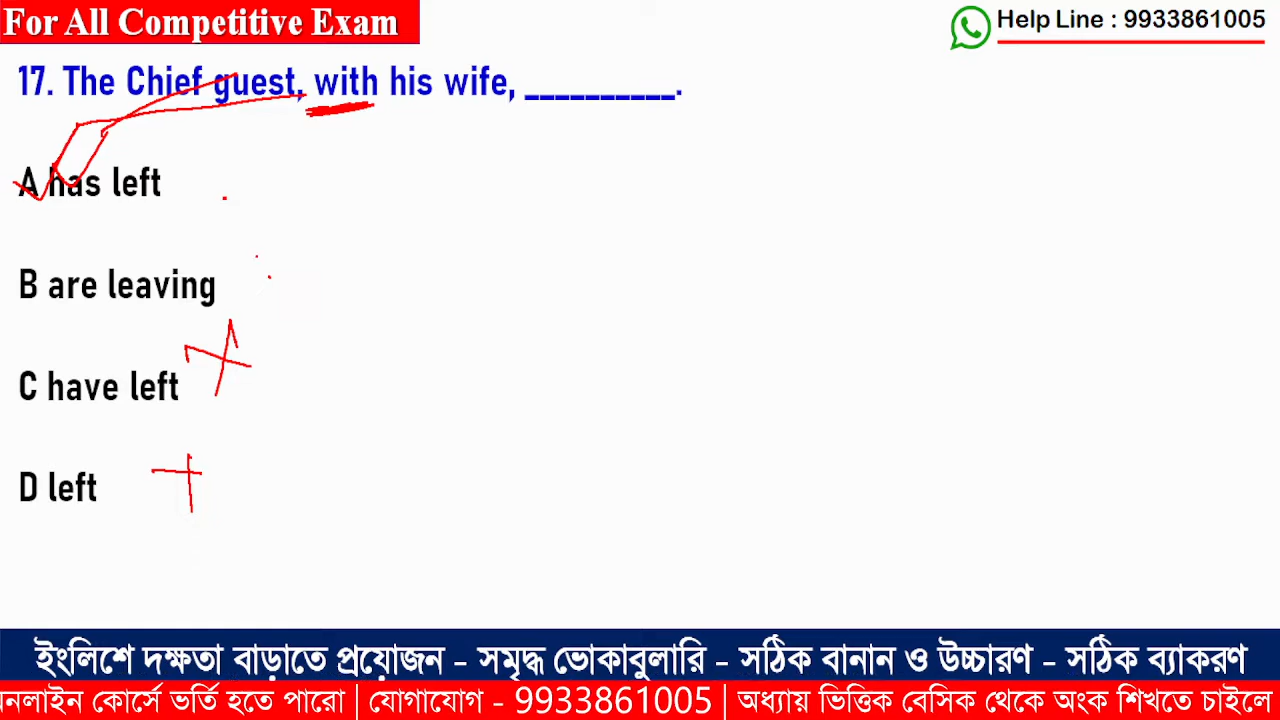 For All Competitive Exam
Help Line : 9933861005
17. The Chief guest, with his wife, __________.
A has left
B are leaving
C have left
D left
ইংলিশে দক্ষতা বাড়াতে প্রয়োজন - সমৃদ্ধ ভোকাবুলারি - সঠিক বানান ও উচ্চারণ - সঠিক ব্যাকরণ
কোর্সে ভর্তি হতে পারো | যোগাযোগ - 9933861005 | অধ্যায় ভিত্তিক বেসিক থেকে অংক শিখতে চাইলে